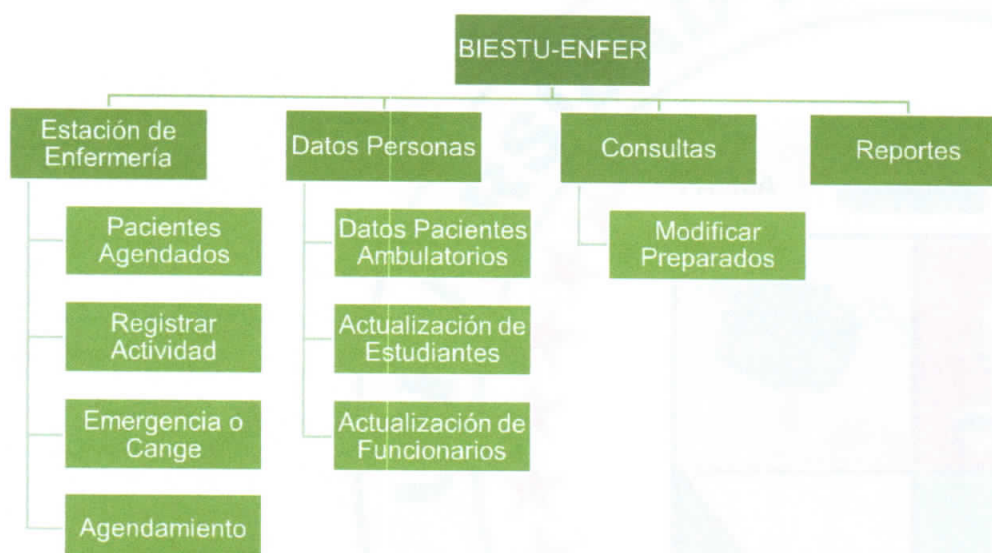 BIESTU-ENFER
Estación de
Enfermería
Datos Personas
Consultas
Reportes
Pacientes
Agendados
Registrar
Actividad
Emergencia o
Cange
Agendamiento
Datos Pacientes
Ambulatorios
Actualización de
Estudiantes
Actualización de
Funcionarios
Modificar
Preparados